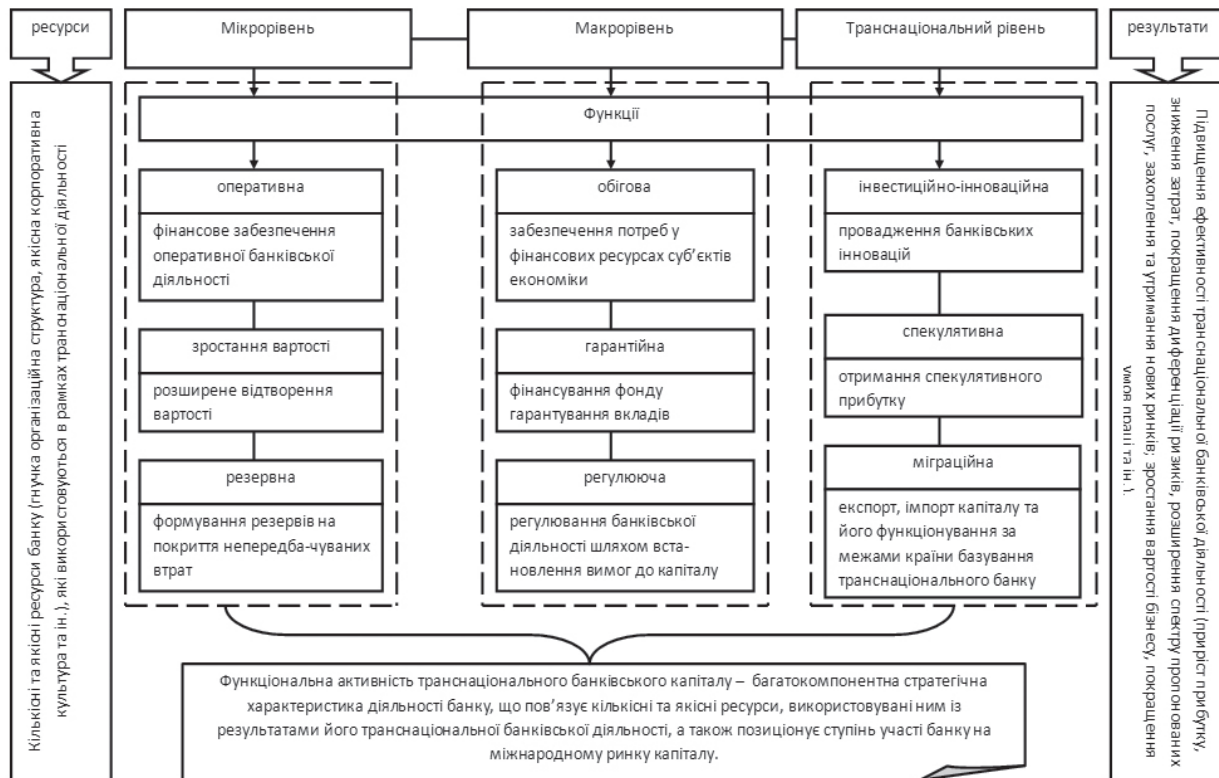 ресурси
Мікрорівень
Макрорівень
Транснаціональний рівень
результати
Кількісні та якісні ресурси банку (гнучка організаційна структура, якісна корпоративна
культура та ін.), які використовуються в рамках транснаціональної діяльності
Функції
оперативна
фінансове забезпечення
оперативної банківської
діяльності
зростання вартості
розширене відтворення
вартості
резервна
формування резервів на
покриття непередба-чуваних
втрат
обігова
забезпечення потреб у
фінансових ресурсах суб’єктів
економіки
гарантійна
фінансування фонду
гарантування вкладів
регулююча
регулювання банківської
діяльності шляхом вста-
новлення вимог до капіталу
інвестиційно-інноваційна
провадження банківських
інновацій
спекулятивна
отримання спекулятивного
прибутку
міграційна
експорт, імпорт капіталу та
його функціонування за
межами країни базування
транснаціонального банку
Підвищення ефективності транснаціональної банківської діяльності (приріст прибутку,
зниження затрат, покращення диференціації ризиків, розширення спектру пропонованих
послуг, захоплення та утримання нових ринків; зростання вартості бізнесу, покращення
умов праці та ін.).
Функціональна активність транснаціонального банківського капіталу – багатокомпонентна стратегічна
характеристика діяльності банку, що пов’язує кількісні та якісні ресурси, використовувані ним із
результатами його транснаціональної банківської діяльності, а також позиціонує ступінь участі банку на
міжнародному ринку капіталу.